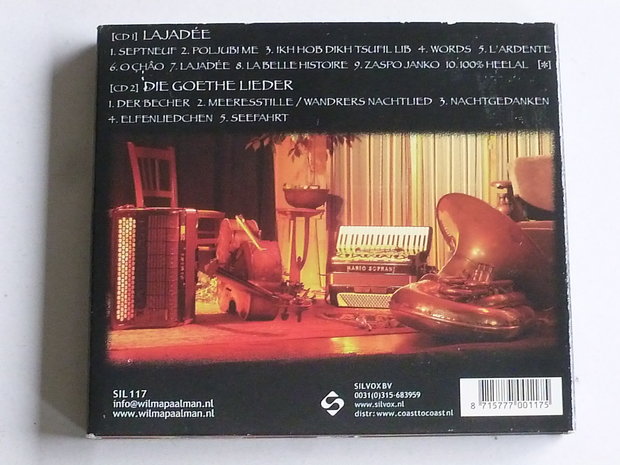 [CD 1] LAJADÉE
1. SEPTNEUF 2. POLJUBI ME 3. IKH HOB DIKH TSUFIL LIB 4. WORDS 5. L'ARDENTE
6. O CHÃO 7. LAJADÉE 8. LA BELLE HISTOIRE 9. ZASPO JANKO 10. 100% HEELAL [*]
[CD 2] DIE GOETHE LIEDER
1. DER BECHER 2. MEERESSTILLE / WANDRERS NACHTLIED 3. NACHTGEDANKEN
4. ELFENLIEDCHEN 5. SEEFAHRT
MARIO SOPRANI
SIL 117
info@wilmapaalman.nl
www.wilmapaalman.nl
SILVOX BV
0031(0)315-683959
www.silvox.nl
distr: www.coasttocoast.nl
8 715777 001175